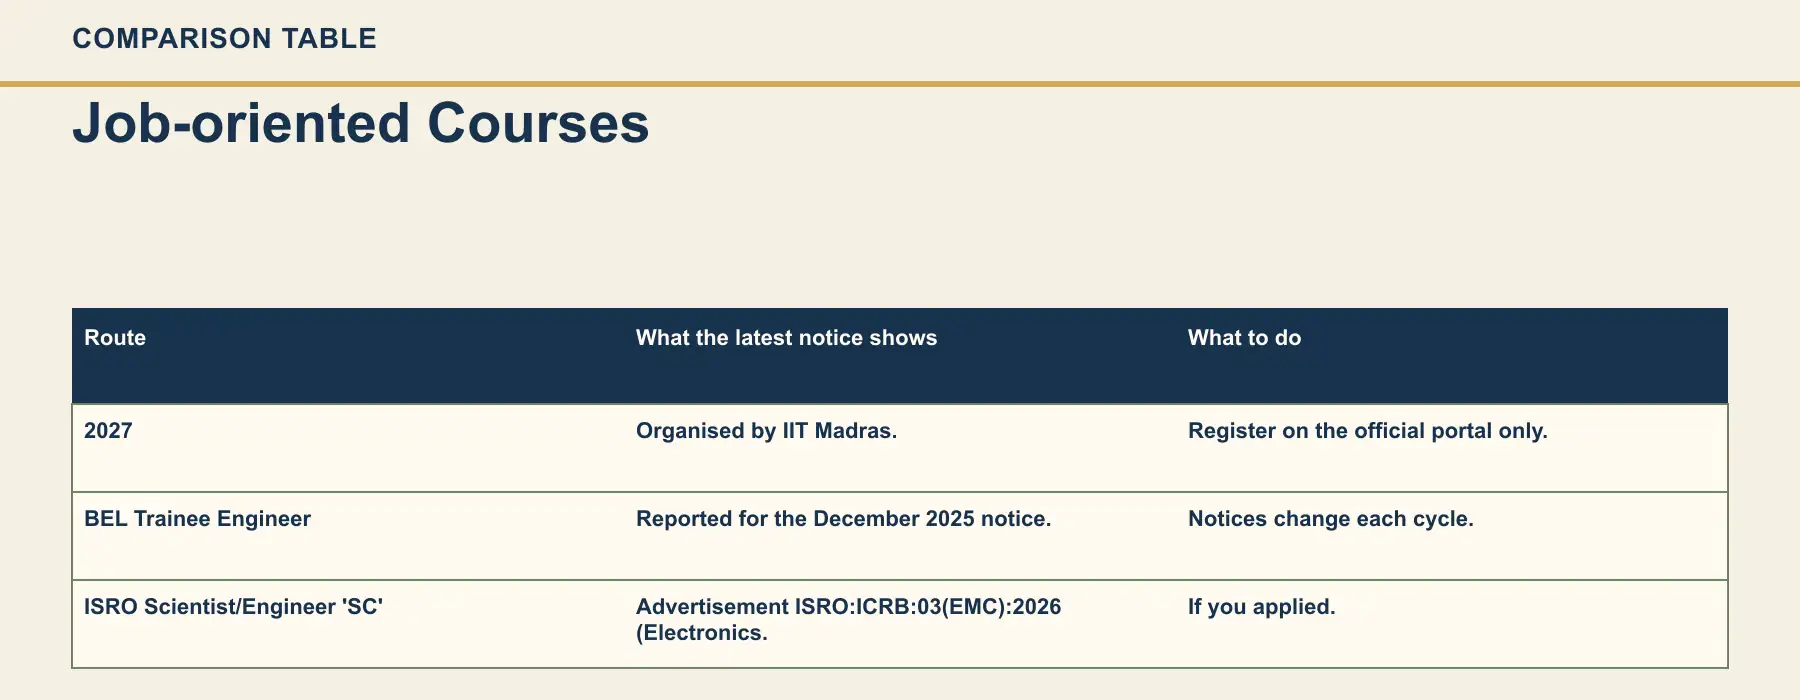 COMPARISON TABLE
Job-oriented Courses
Route What the latest notice shows What to do
2027 Organised by IIT Madras. Register on the official portal only.
BEL Trainee Engineer Reported for the December 2025 notice. Notices change each cycle.
ISRO Scientist/Engineer 'SC' Advertisement ISRO:ICRB:03(EMC):2026 If you applied.
(Electronics.